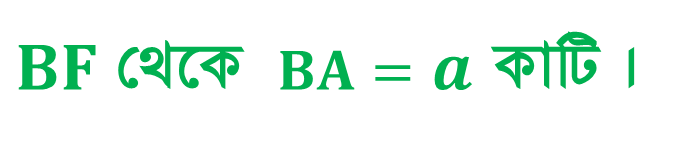 BF থেকে BA = a কাটি ।